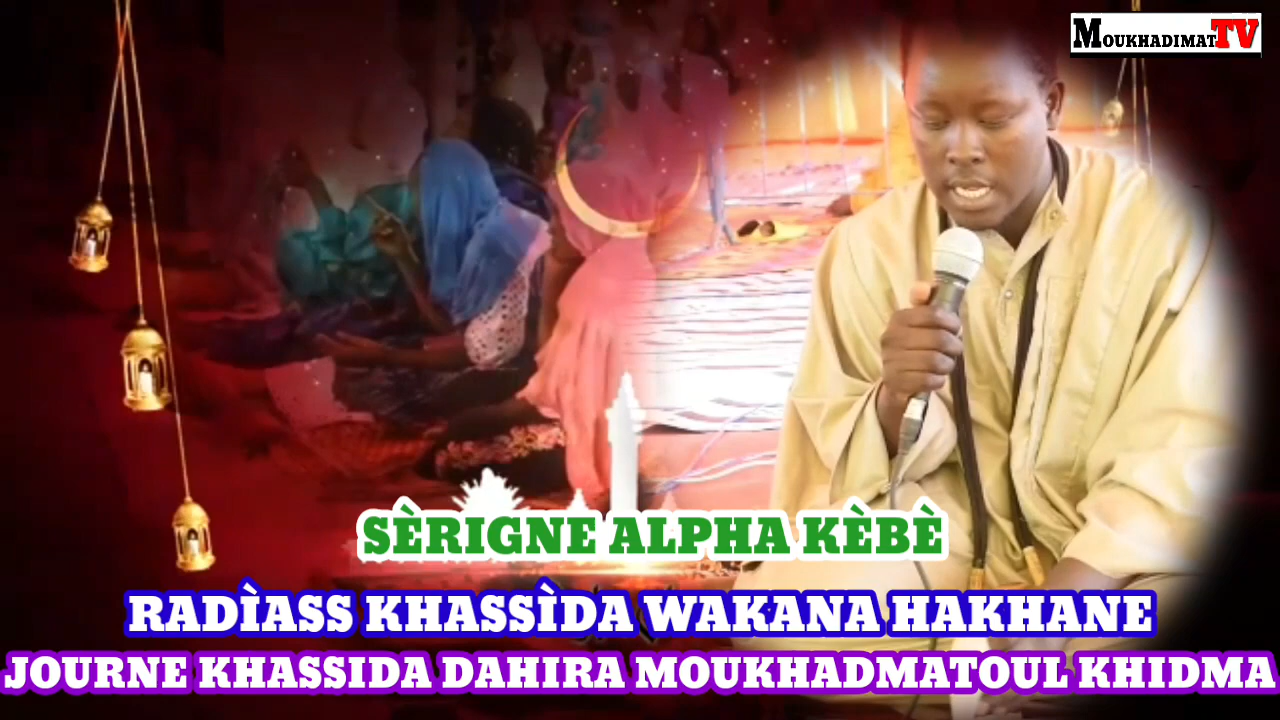 MOUKHADIMATTV
SÈRIGNE ALPHA KÈBÈ
RADÌASS KHASSÌDA WAKANA HAKHANE
JOURNE KHASSIDA DAHIRA MOUKHADMATOUL KHIDMA